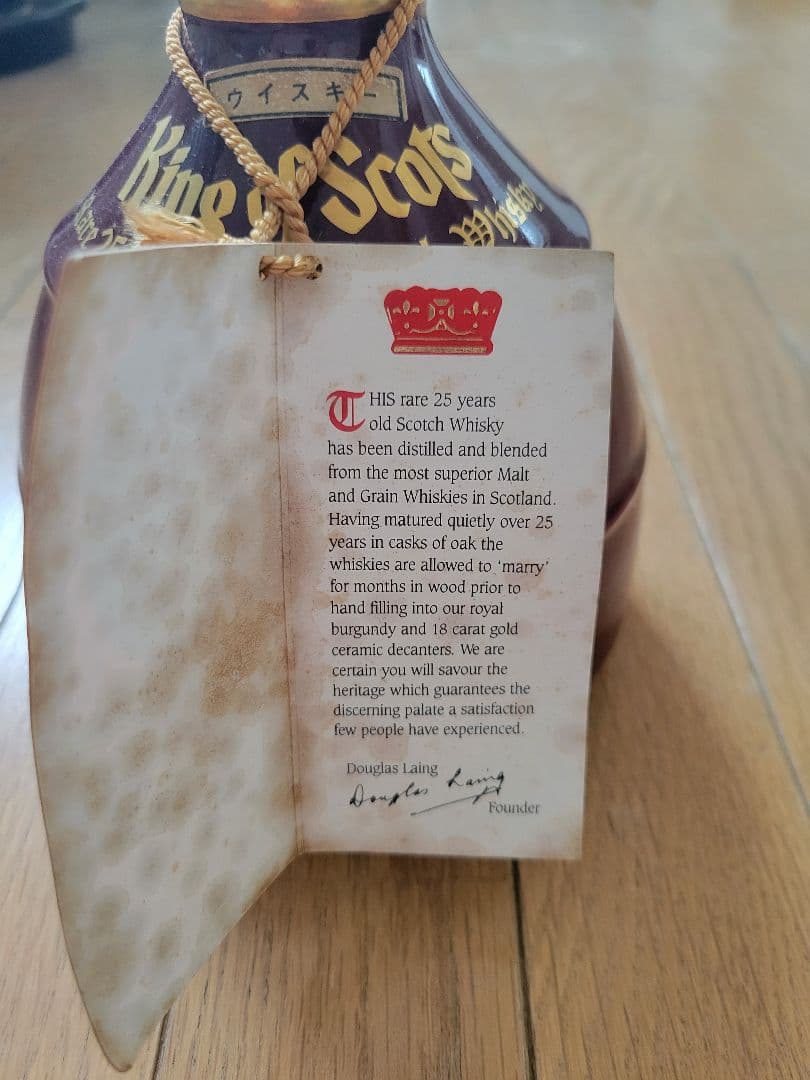 ウイスキー
King of Scots
Rare 25
Whisky
THIS rare 25 years
old Scotch Whisky
has been distilled and blended
from the most superior Malt
and Grain Whiskies in Scotland.
Having matured quietly over 25
years in casks of oak the
whiskies are allowed to ‘marry’
for months in wood prior to
hand filling into our royal
burgundy and 18 carat gold
ceramic decanters. We are
certain you will savour the
heritage which guarantees the
discerning palate a satisfaction
few people have experienced.
Douglas Laing
Douglas Laing
Founder